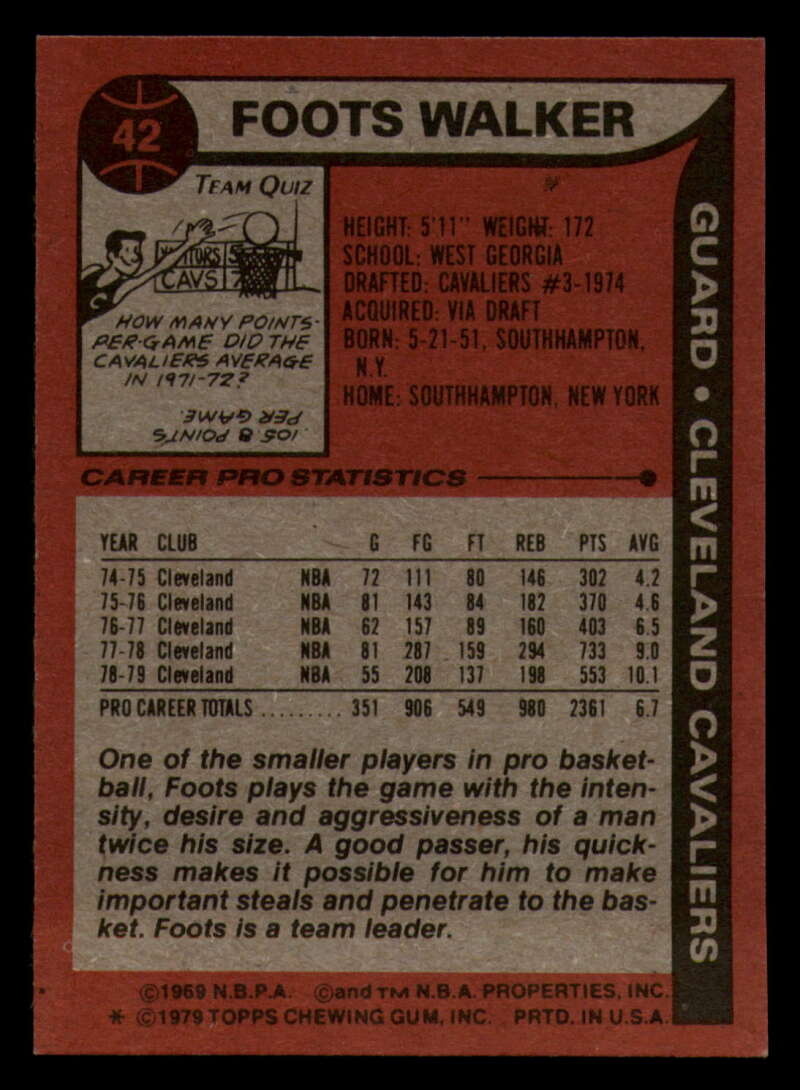 42
FOOTS WALKER
GUARD • CLEVELAND CAVALIERS
TEAM QUIZ
VISITORS 5
CAVS 7
HOW MANY POINTS-
PER-GAME DID THE
CAVALIERS AVERAGE
IN 1971-72?
105.8 POINTS
PER GAME.
HEIGHT: 5'11" WEIGHT: 172
SCHOOL: WEST GEORGIA
DRAFTED: CAVALIERS #3-1974
ACQUIRED: VIA DRAFT
BORN: 5-21-51, SOUTHHAMPTON,
N.Y.
HOME: SOUTHHAMPTON, NEW YORK
CAREER PRO STATISTICS
YEAR CLUB G FG FT REB PTS AVG
74-75 Cleveland NBA 72 111 80 146 302 4.2
75-76 Cleveland NBA 81 143 84 182 370 4.6
76-77 Cleveland NBA 62 157 89 160 403 6.5
77-78 Cleveland NBA 81 287 159 294 733 9.0
78-79 Cleveland NBA 55 208 137 198 553 10.1
PRO CAREER TOTALS ......... 351 906 549 980 2361 6.7
One of the smaller players in pro basket-
ball, Foots plays the game with the inten-
sity, desire and aggressiveness of a man
twice his size. A good passer, his quick-
ness makes it possible for him to make
important steals and penetrate to the bas-
ket. Foots is a team leader.
©1969 N.B.P.A. ©and TM N.B.A. PROPERTIES, INC.
* ©1979 TOPPS CHEWING GUM, INC. PRTD. IN U.S.A.